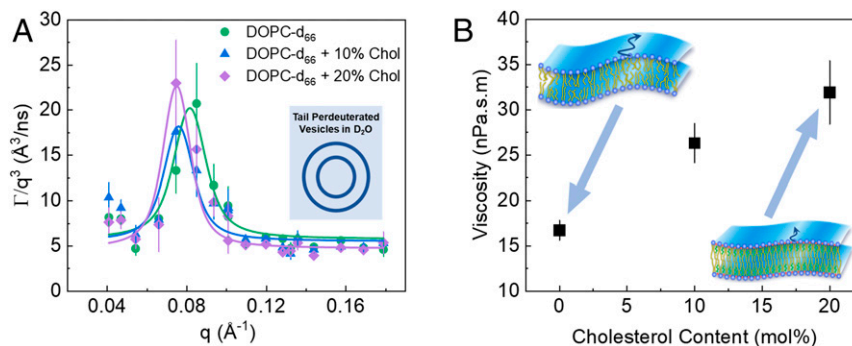 A
DOPC-d₆₆
DOPC-d₆₆ + 10% Chol
DOPC-d₆₆ + 20% Chol
Tail Perdeuterated
Vesicles in D₂O
Γ/q³ (Å³/ns)
30
25
20
15
10
5
0
0.04
0.08
0.12
0.16
q (Å⁻¹)
B
Viscosity (nPa.s.m)
40
35
30
25
20
15
10
0
5
10
15
20
Cholesterol Content (mol%)